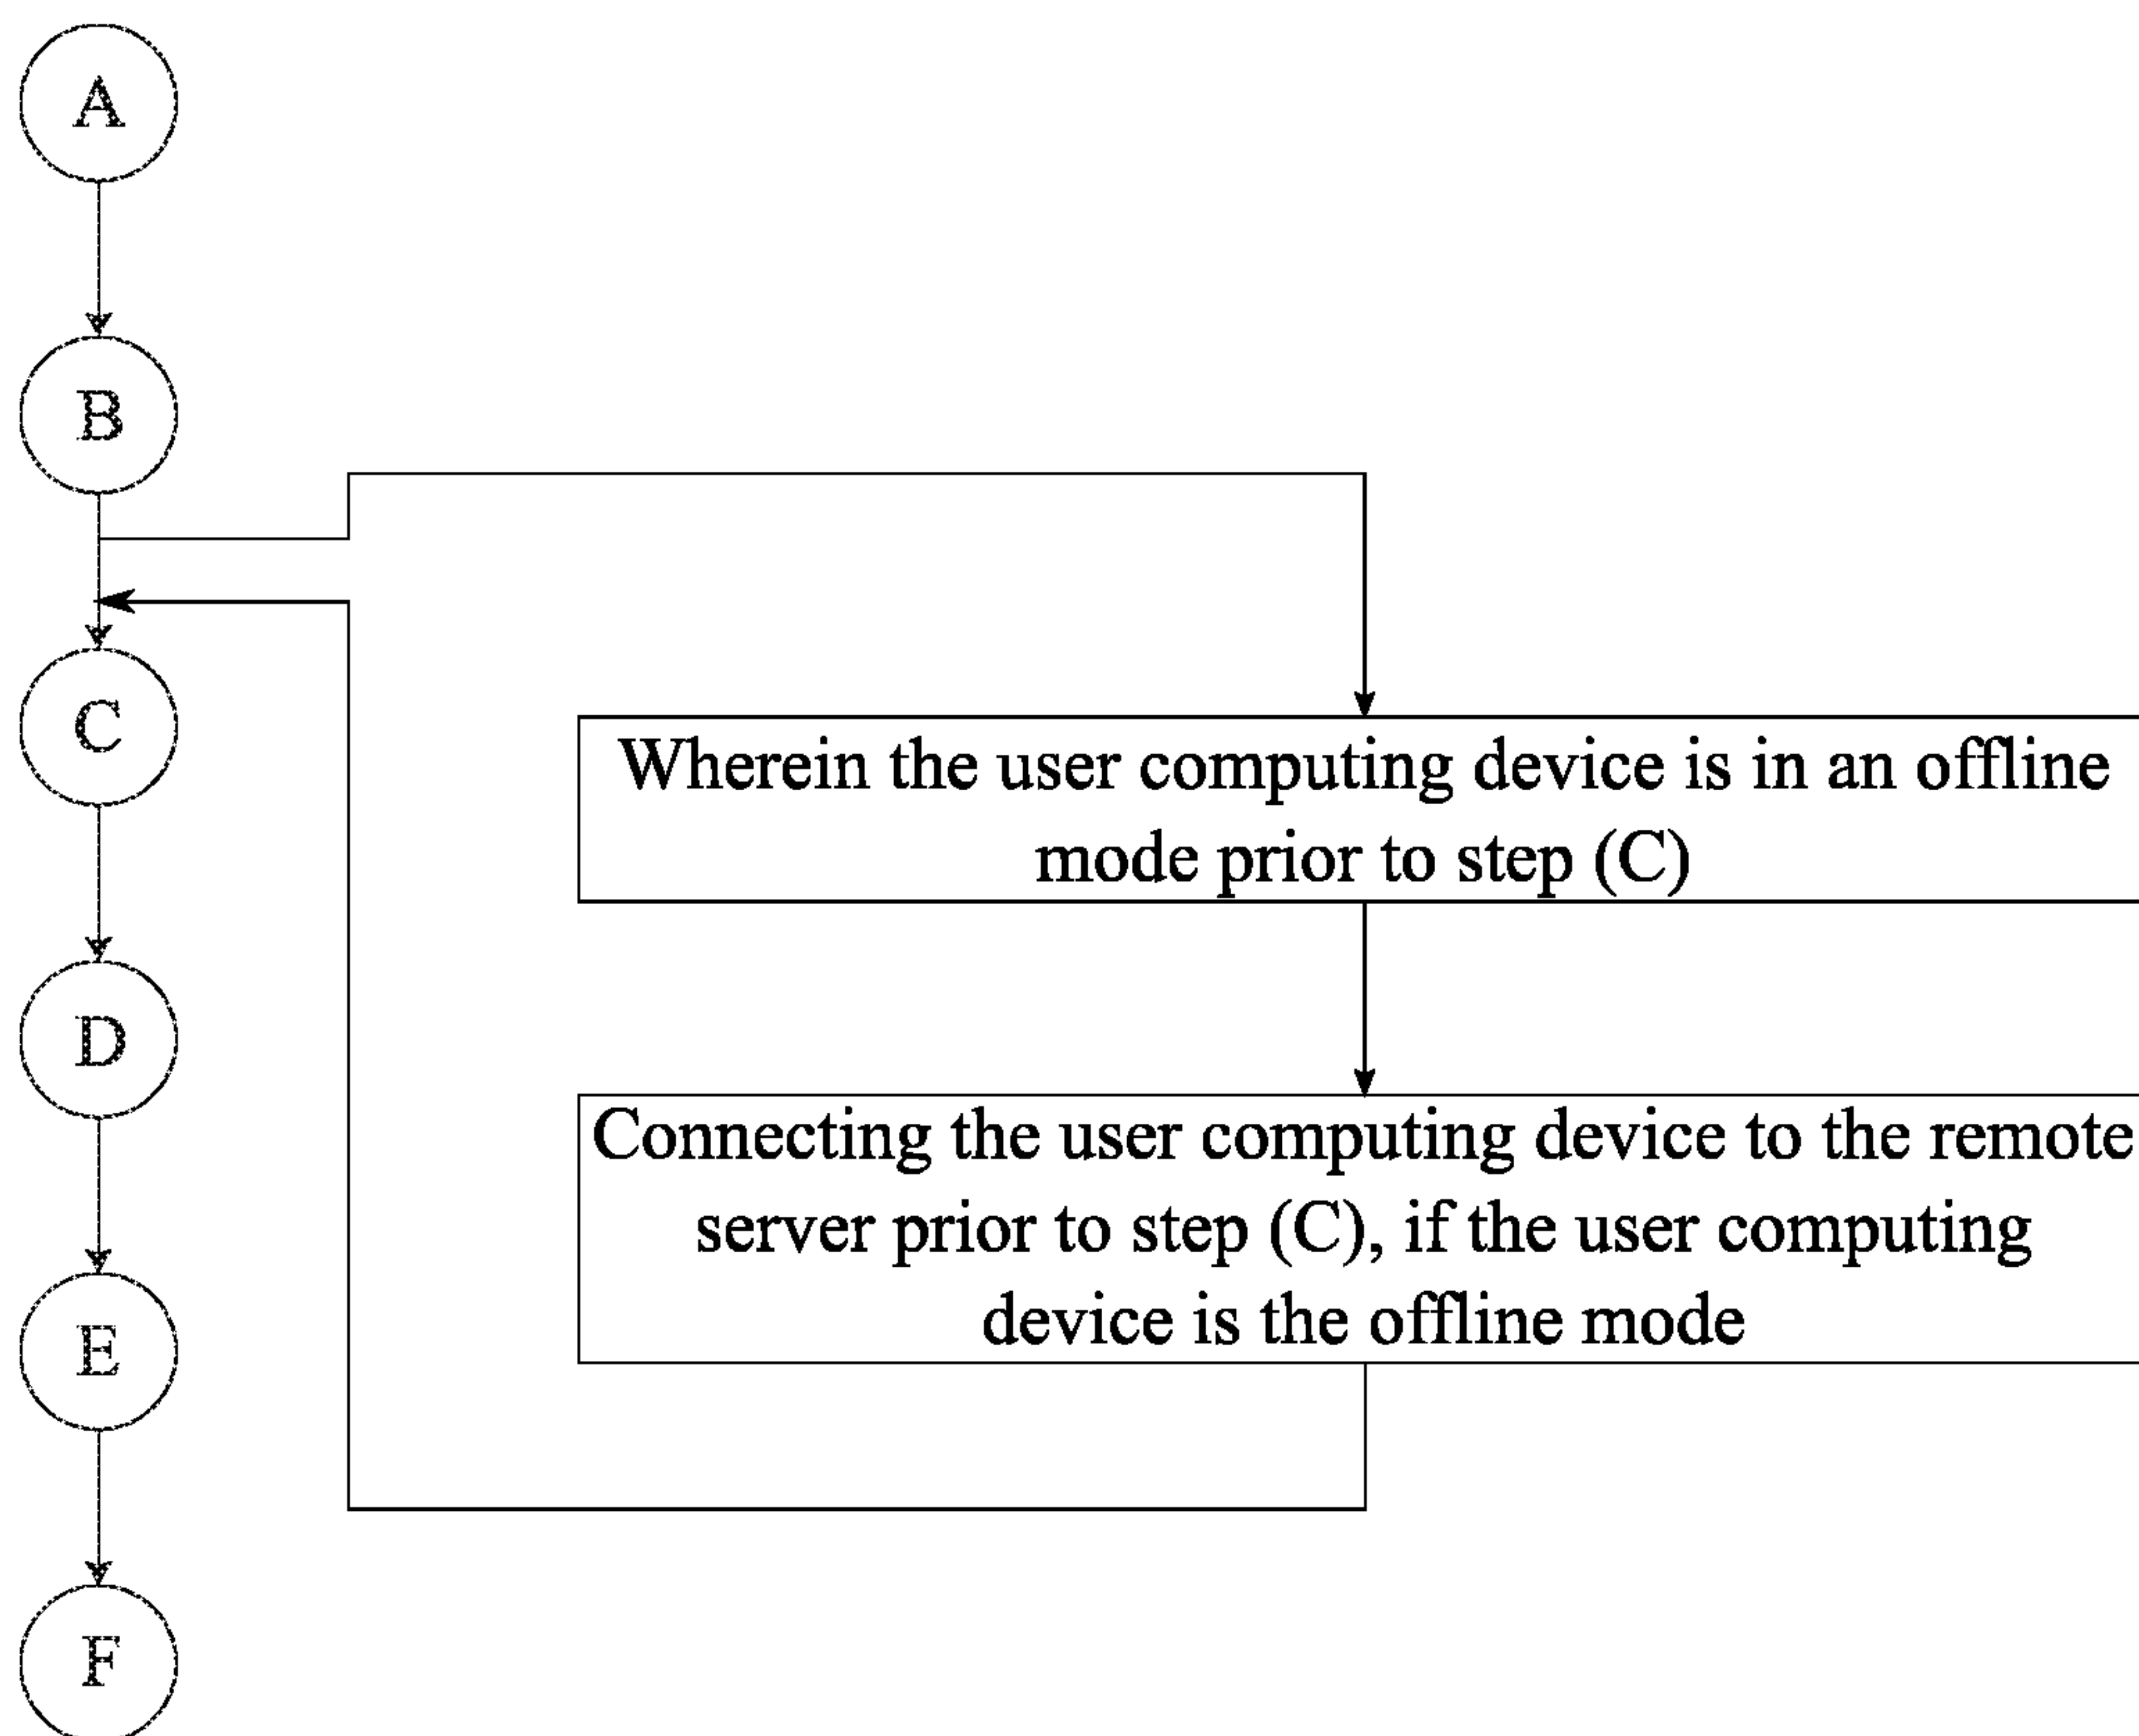 A
B
C
Wherein the user computing device is in an offline
mode prior to step (C)
D
Connecting the user computing device to the remote
server prior to step (C), if the user computing
device is the offline mode
E
F